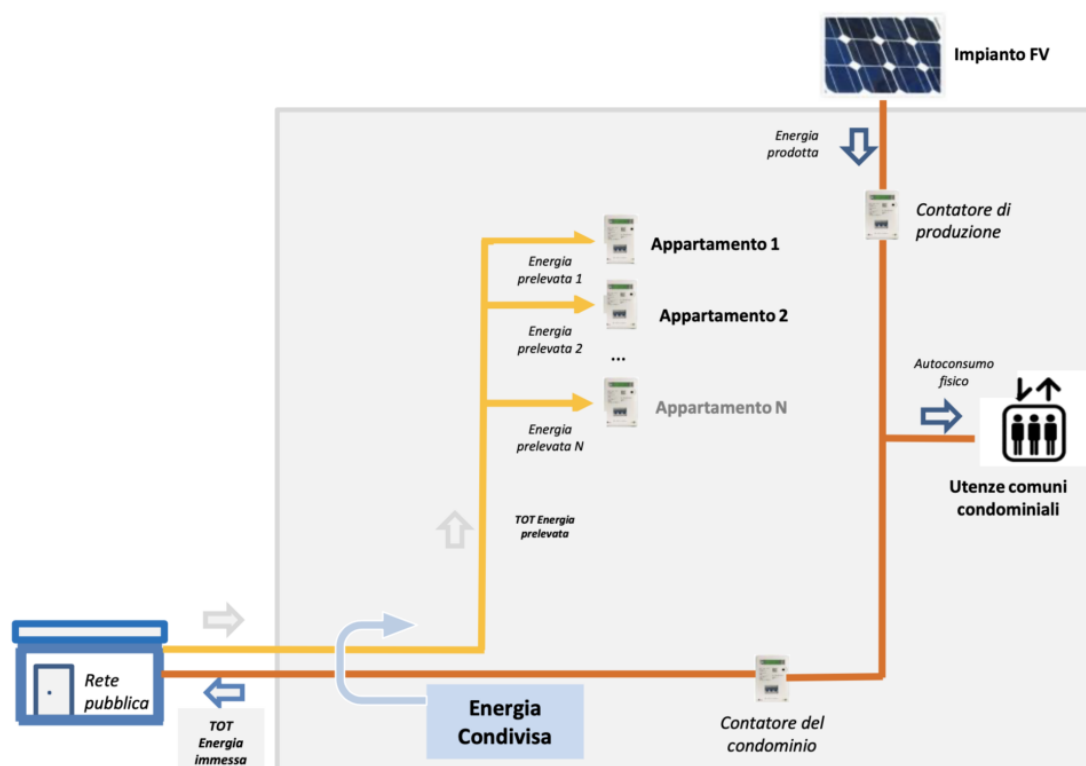 Impianto FV
Energia
prodotta
Contatore di
produzione
Appartamento 1
Energia
prelevata 1
Appartamento 2
Energia
prelevata 2
...
Appartamento N
Energia
prelevata N
Autoconsumo
fisico
Utenze comuni
condominiali
TOT Energia
prelevata
Rete
pubblica
TOT
Energia
immessa
Energia
Condivisa
Contatore del
condominio